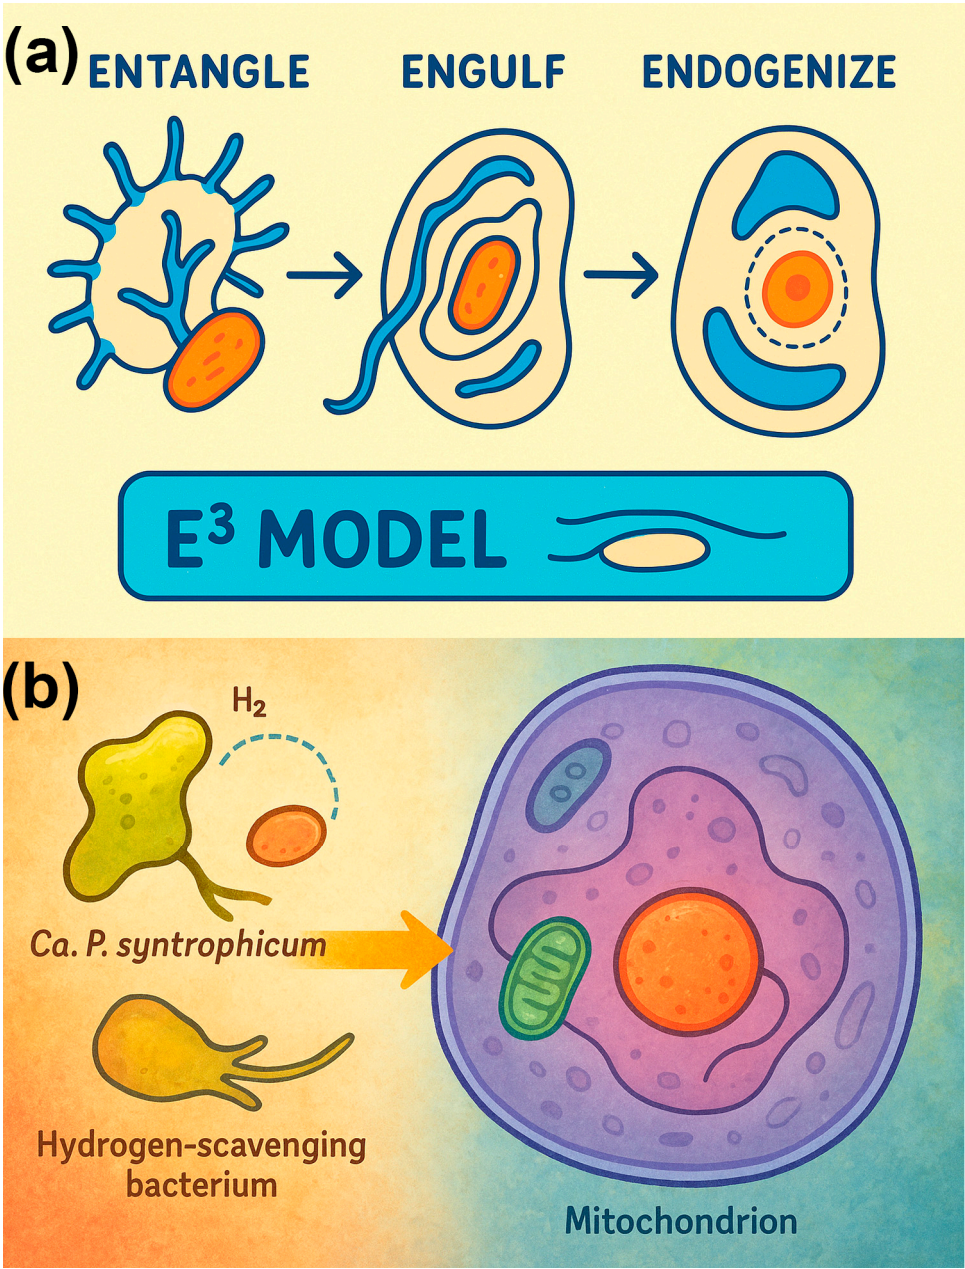 (a)
ENTANGLE
ENGULF
ENDOGENIZE
E³ MODEL
(b)
H₂
Ca. P. syntrophicum
Hydrogen-scavenging
bacterium
Mitochondrion